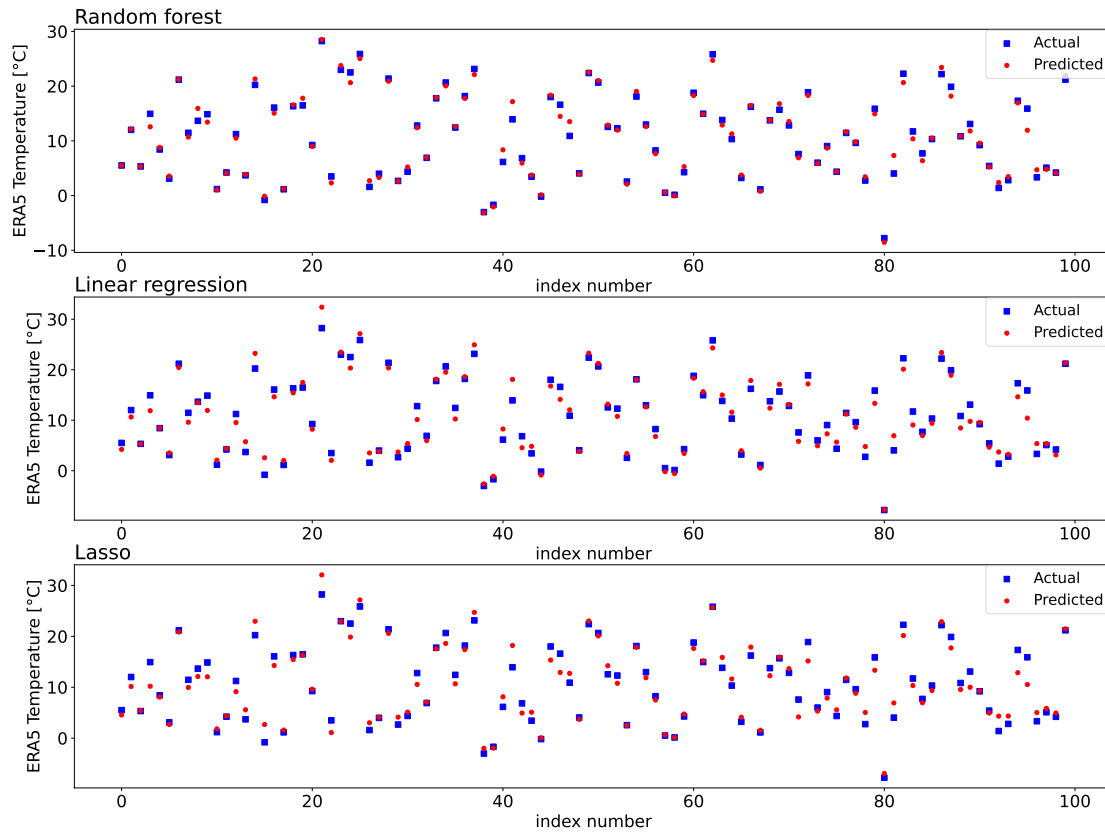 Random forest
30
20
10
0
−10
ERA5 Temperature [°C]
Actual
Predicted
0
20
40
60
80
100
index number
Linear regression
30
20
10
0
ERA5 Temperature [°C]
Actual
Predicted
0
20
40
60
80
100
index number
Lasso
30
20
10
0
ERA5 Temperature [°C]
Actual
Predicted
0
20
40
60
80
100
index number